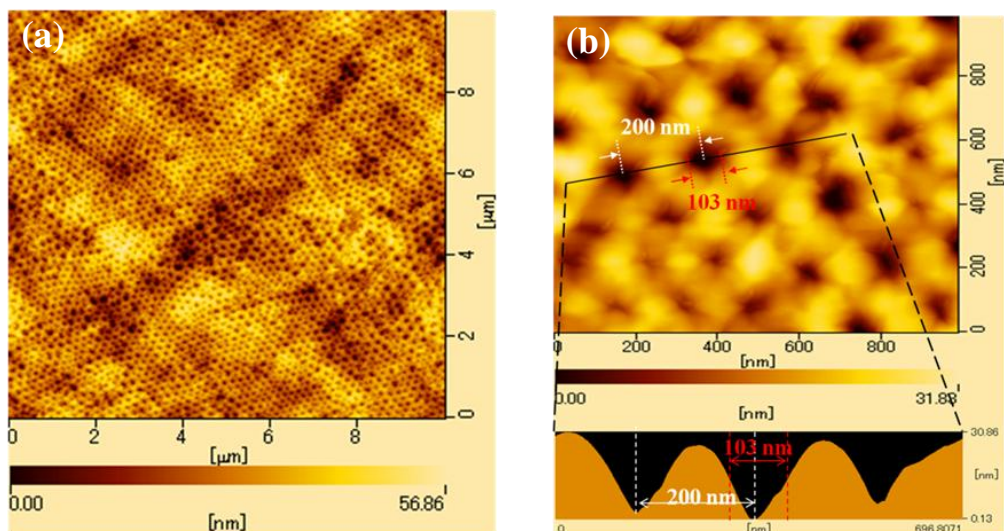 (a)
8
6
4
2
0
[μm]
0 2 4 6 8
[μm]
0.00 56.86
[nm]
(b)
200 nm
103 nm
800
600
400
200
0
[nm]
0 200 400 600 800
[nm]
0.00 31.83
[nm]
103 nm
200 nm
30.86
[nm]
0.13
0 [nm] 696.8071